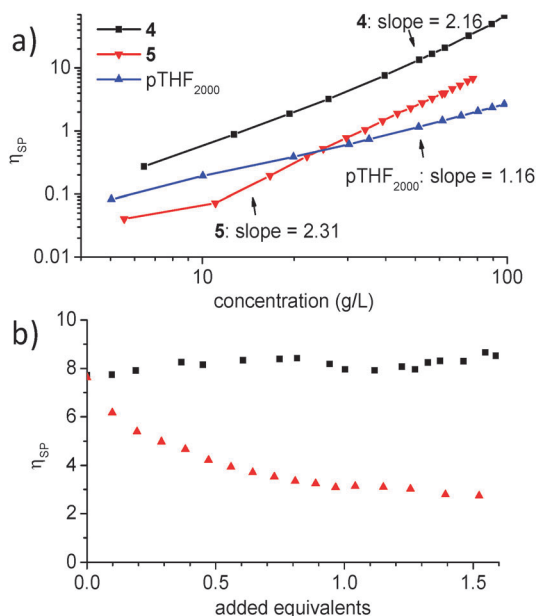 a)
4
5
pTHF2000
4: slope = 2.16
10
1
0.1
0.01
ηSP
pTHF2000: slope = 1.16
5: slope = 2.31
10
100
concentration (g/L)
b)
10
8
6
4
2
0
ηSP
0.0
0.5
1.0
1.5
added equivalents